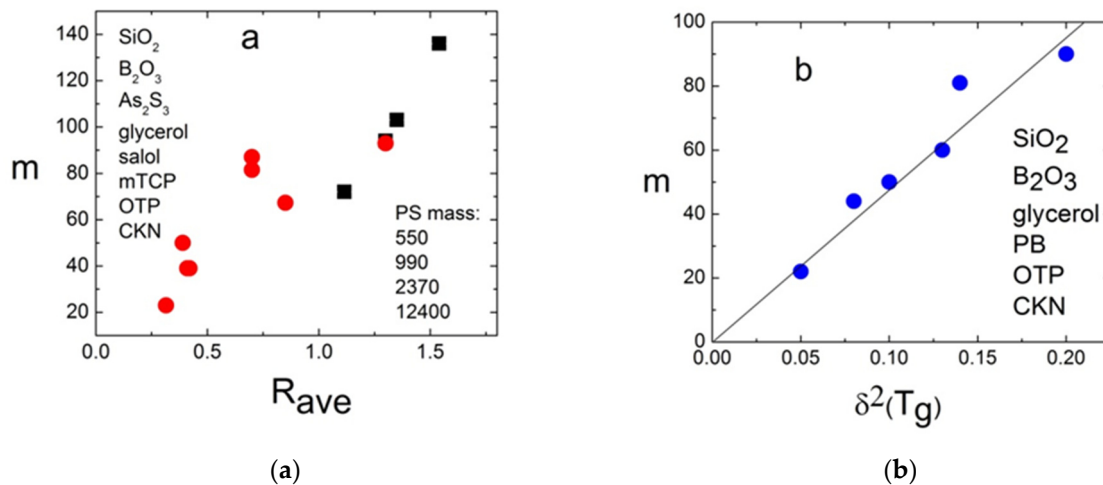 a
SiO2
B2O3
As2S3
glycerol
salol
mTCP
OTP
CKN
PS mass:
550
990
2370
12400
m
140
120
100
80
60
40
20
0.0 0.5 1.0 1.5
Rave
(a)
b
SiO2
B2O3
glycerol
PB
OTP
CKN
m
100
80
60
40
20
0
0.00 0.05 0.10 0.15 0.20
δ2(Tg)
(b)